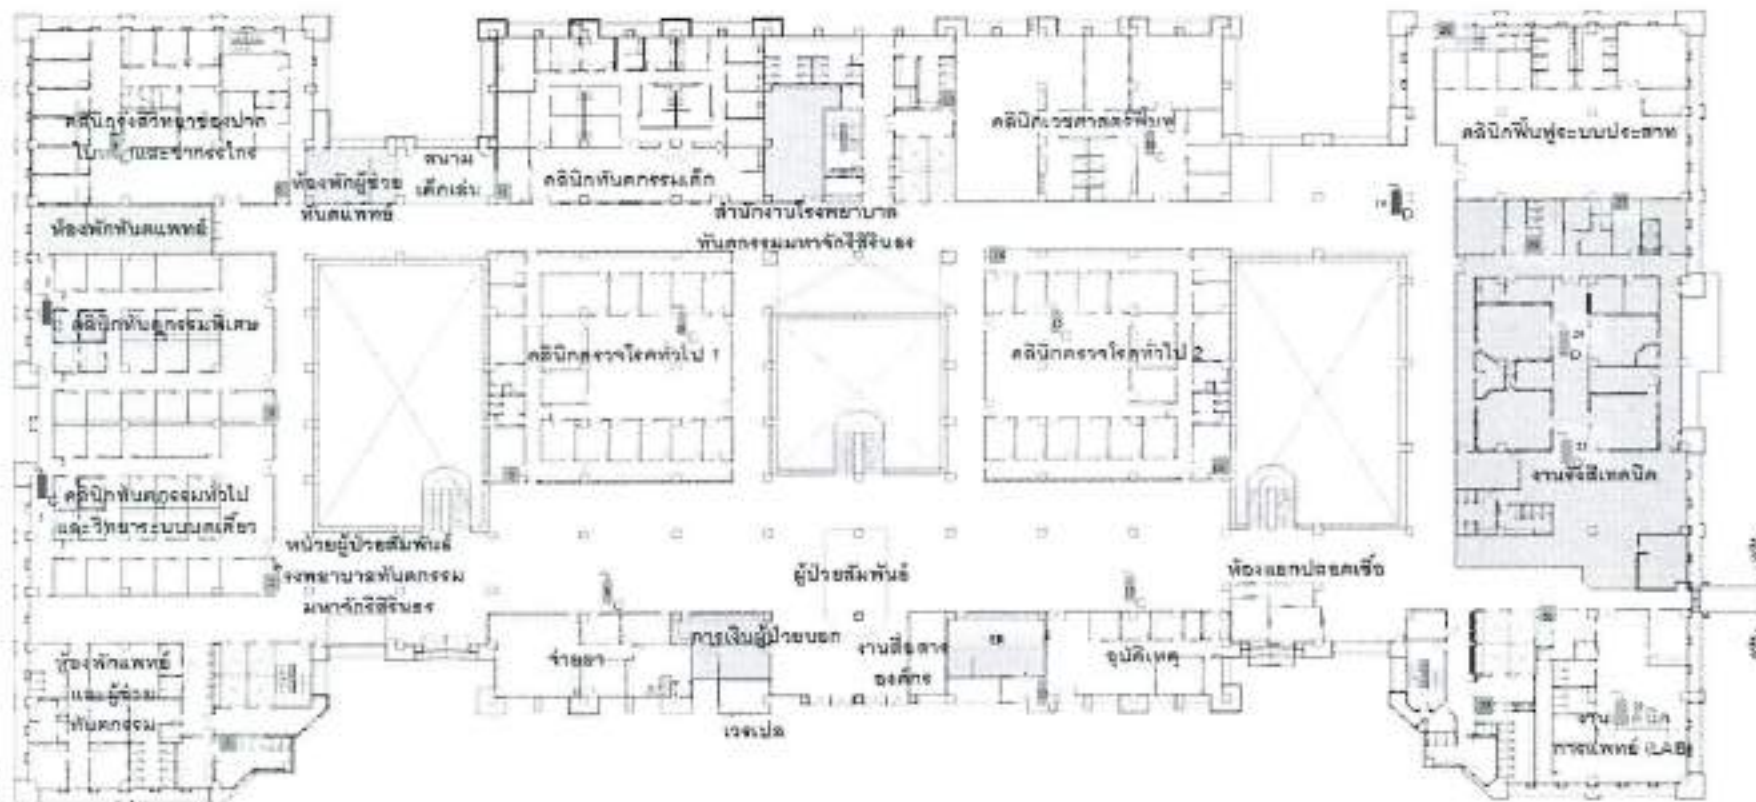 คลินิกรังสีวิทยาช่องปาก
ใบหน้าและขากรรไกร
ห้องพักผู้ช่วย
ทันตแพทย์
สนาม
เด็กเล่น
คลินิกทันตกรรมเด็ก
สำนักงานโรงพยาบาล
ทันตกรรมมหาจักรีสิรินธร
คลินิกเวชศาสตร์ฟื้นฟู
คลินิกฟื้นฟูระบบประสาท
ห้องพักทันตแพทย์
คลินิกทันตกรรมพิเศษ
คลินิกตรวจโรคทั่วไป 1
คลินิกตรวจโรคทั่วไป 2
งานรังสีเทคนิค
คลินิกทันตกรรมทั่วไป
และวิทยาระบบบดเคี้ยว
หน่วยผู้ป่วยสัมพันธ์
โรงพยาบาลทันตกรรม
มหาจักรีสิรินธร
ผู้ป่วยสัมพันธ์
ห้องแยกปลอดเชื้อ
ห้องพักแพทย์
และผู้ช่วย
ทันตกรรม
จ่ายยา
การเงินผู้ป่วยนอก
งานสื่อสาร
องค์กร
อุบัติเหตุ
เวรเปล
งานเทคนิค
การแพทย์ (LAB)